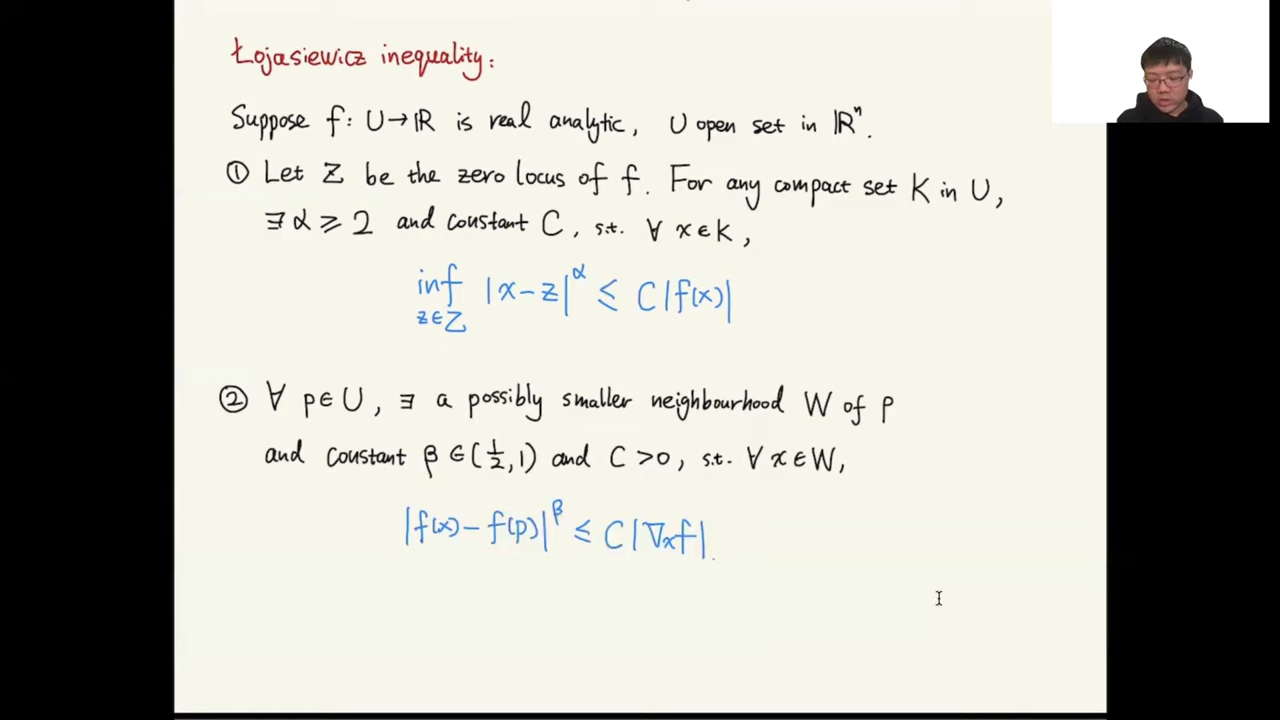 Łojasiewicz inequality:
Suppose f: U→ℝ is real analytic, U open set in ℝⁿ.
① Let Z be the zero locus of f. For any compact set K in U,
∃ α ⩾ 2 and constant C, s.t. ∀ x∈K,
inf_{z∈Z} |x-z|^α ≤ C|f(x)|
② ∀ p∈U, ∃ a possibly smaller neighbourhood W of p
and constant β∈(½,1) and C>0, s.t. ∀ x∈W,
|f(x)-f(p)|^β ≤ C|∇ₓf|.